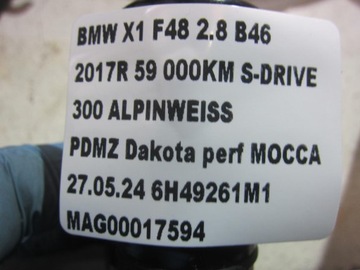 BMW X1 F48 2.8 B46
2017R 59 000KM S-DRIVE
300 ALPINWEISS
PDMZ Dakota perf MOCCA
27.05.24 6H49261M1
MAG00017594